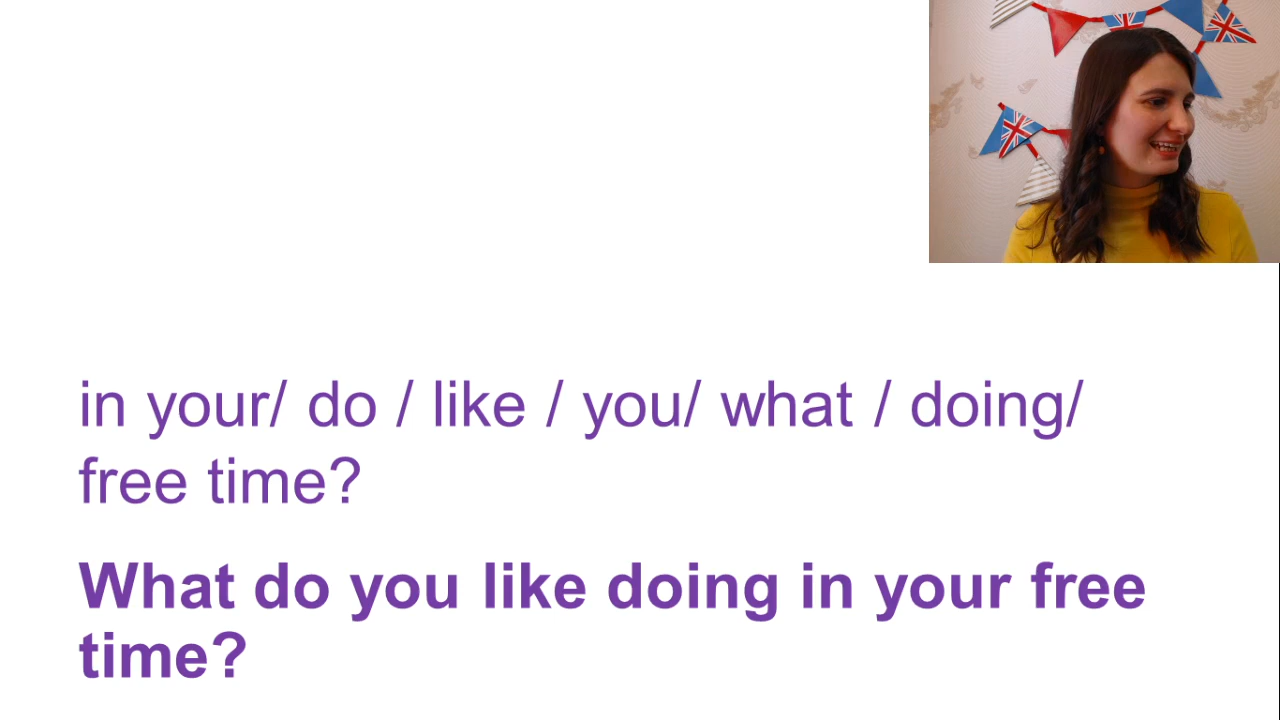 in your/ do / like / you/ what / doing/
free time?
What do you like doing in your free
time?